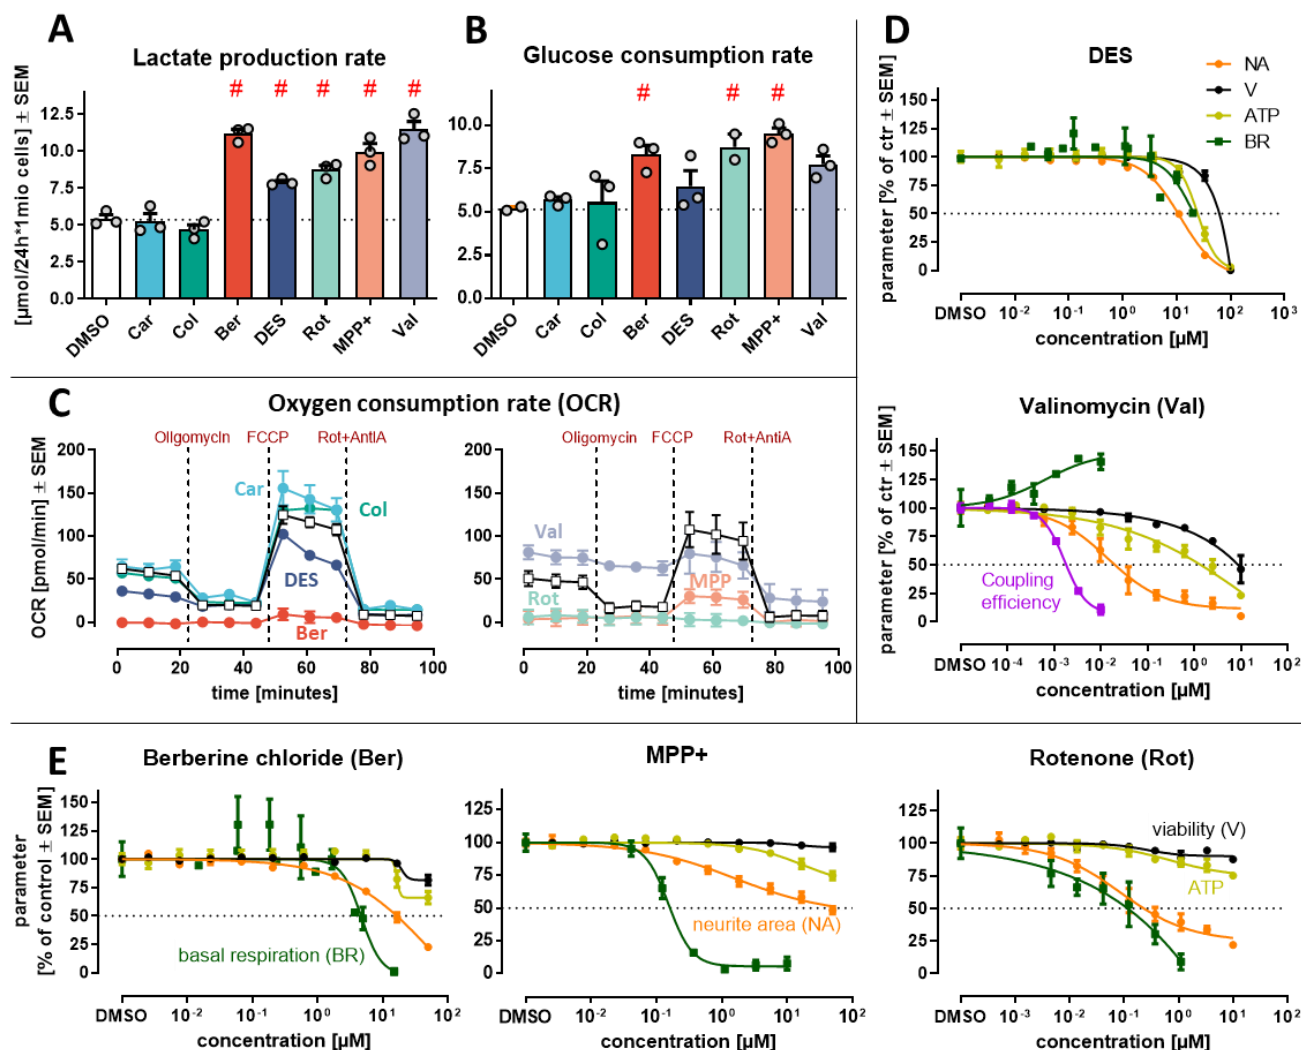 A
Lactate production rate
# # # # #
[µmol/24h*1mio cells] ± SEM
12.5
10.0
7.5
5.0
2.5
0.0
DMSO Car Col Ber DES Rot MPP+ Val
B
Glucose consumption rate
# # #
10.0
7.5
5.0
2.5
0.0
DMSO Car Col Ber DES Rot MPP+ Val
C
Oxygen consumption rate (OCR)
Oligomycin FCCP Rot+AntiA
OCR [pmol/min] ± SEM
200
150
100
50
0
Car
Col
DES
Ber
0 20 40 60 80 100
time [minutes]
Oligomycin FCCP Rot+AntiA
200
150
100
50
0
Val
MPP
Rot
0 20 40 60 80 100
time [minutes]
D
DES
NA
V
ATP
BR
parameter [% of ctr ± SEM]
150
125
100
75
50
25
0
DMSO 10-2 10-1 100 101 102 103
concentration [µM]
Valinomycin (Val)
parameter [% of ctr ± SEM]
150
125
100
75
50
25
0
Coupling
efficiency
DMSO 10-4 10-3 10-2 10-1 100 101 102
concentration [µM]
E
Berberine chloride (Ber)
parameter
[% of control ± SEM]
150
125
100
75
50
25
0
basal respiration (BR)
DMSO 10-2 10-1 100 101 102
concentration [µM]
MPP+
125
100
75
50
25
0
neurite area (NA)
DMSO 10-2 10-1 100 101 102
concentration [µM]
Rotenone (Rot)
125
100
75
50
25
0
viability (V)
ATP
DMSO 10-3 10-2 10-1 100 101 102
concentration [µM]